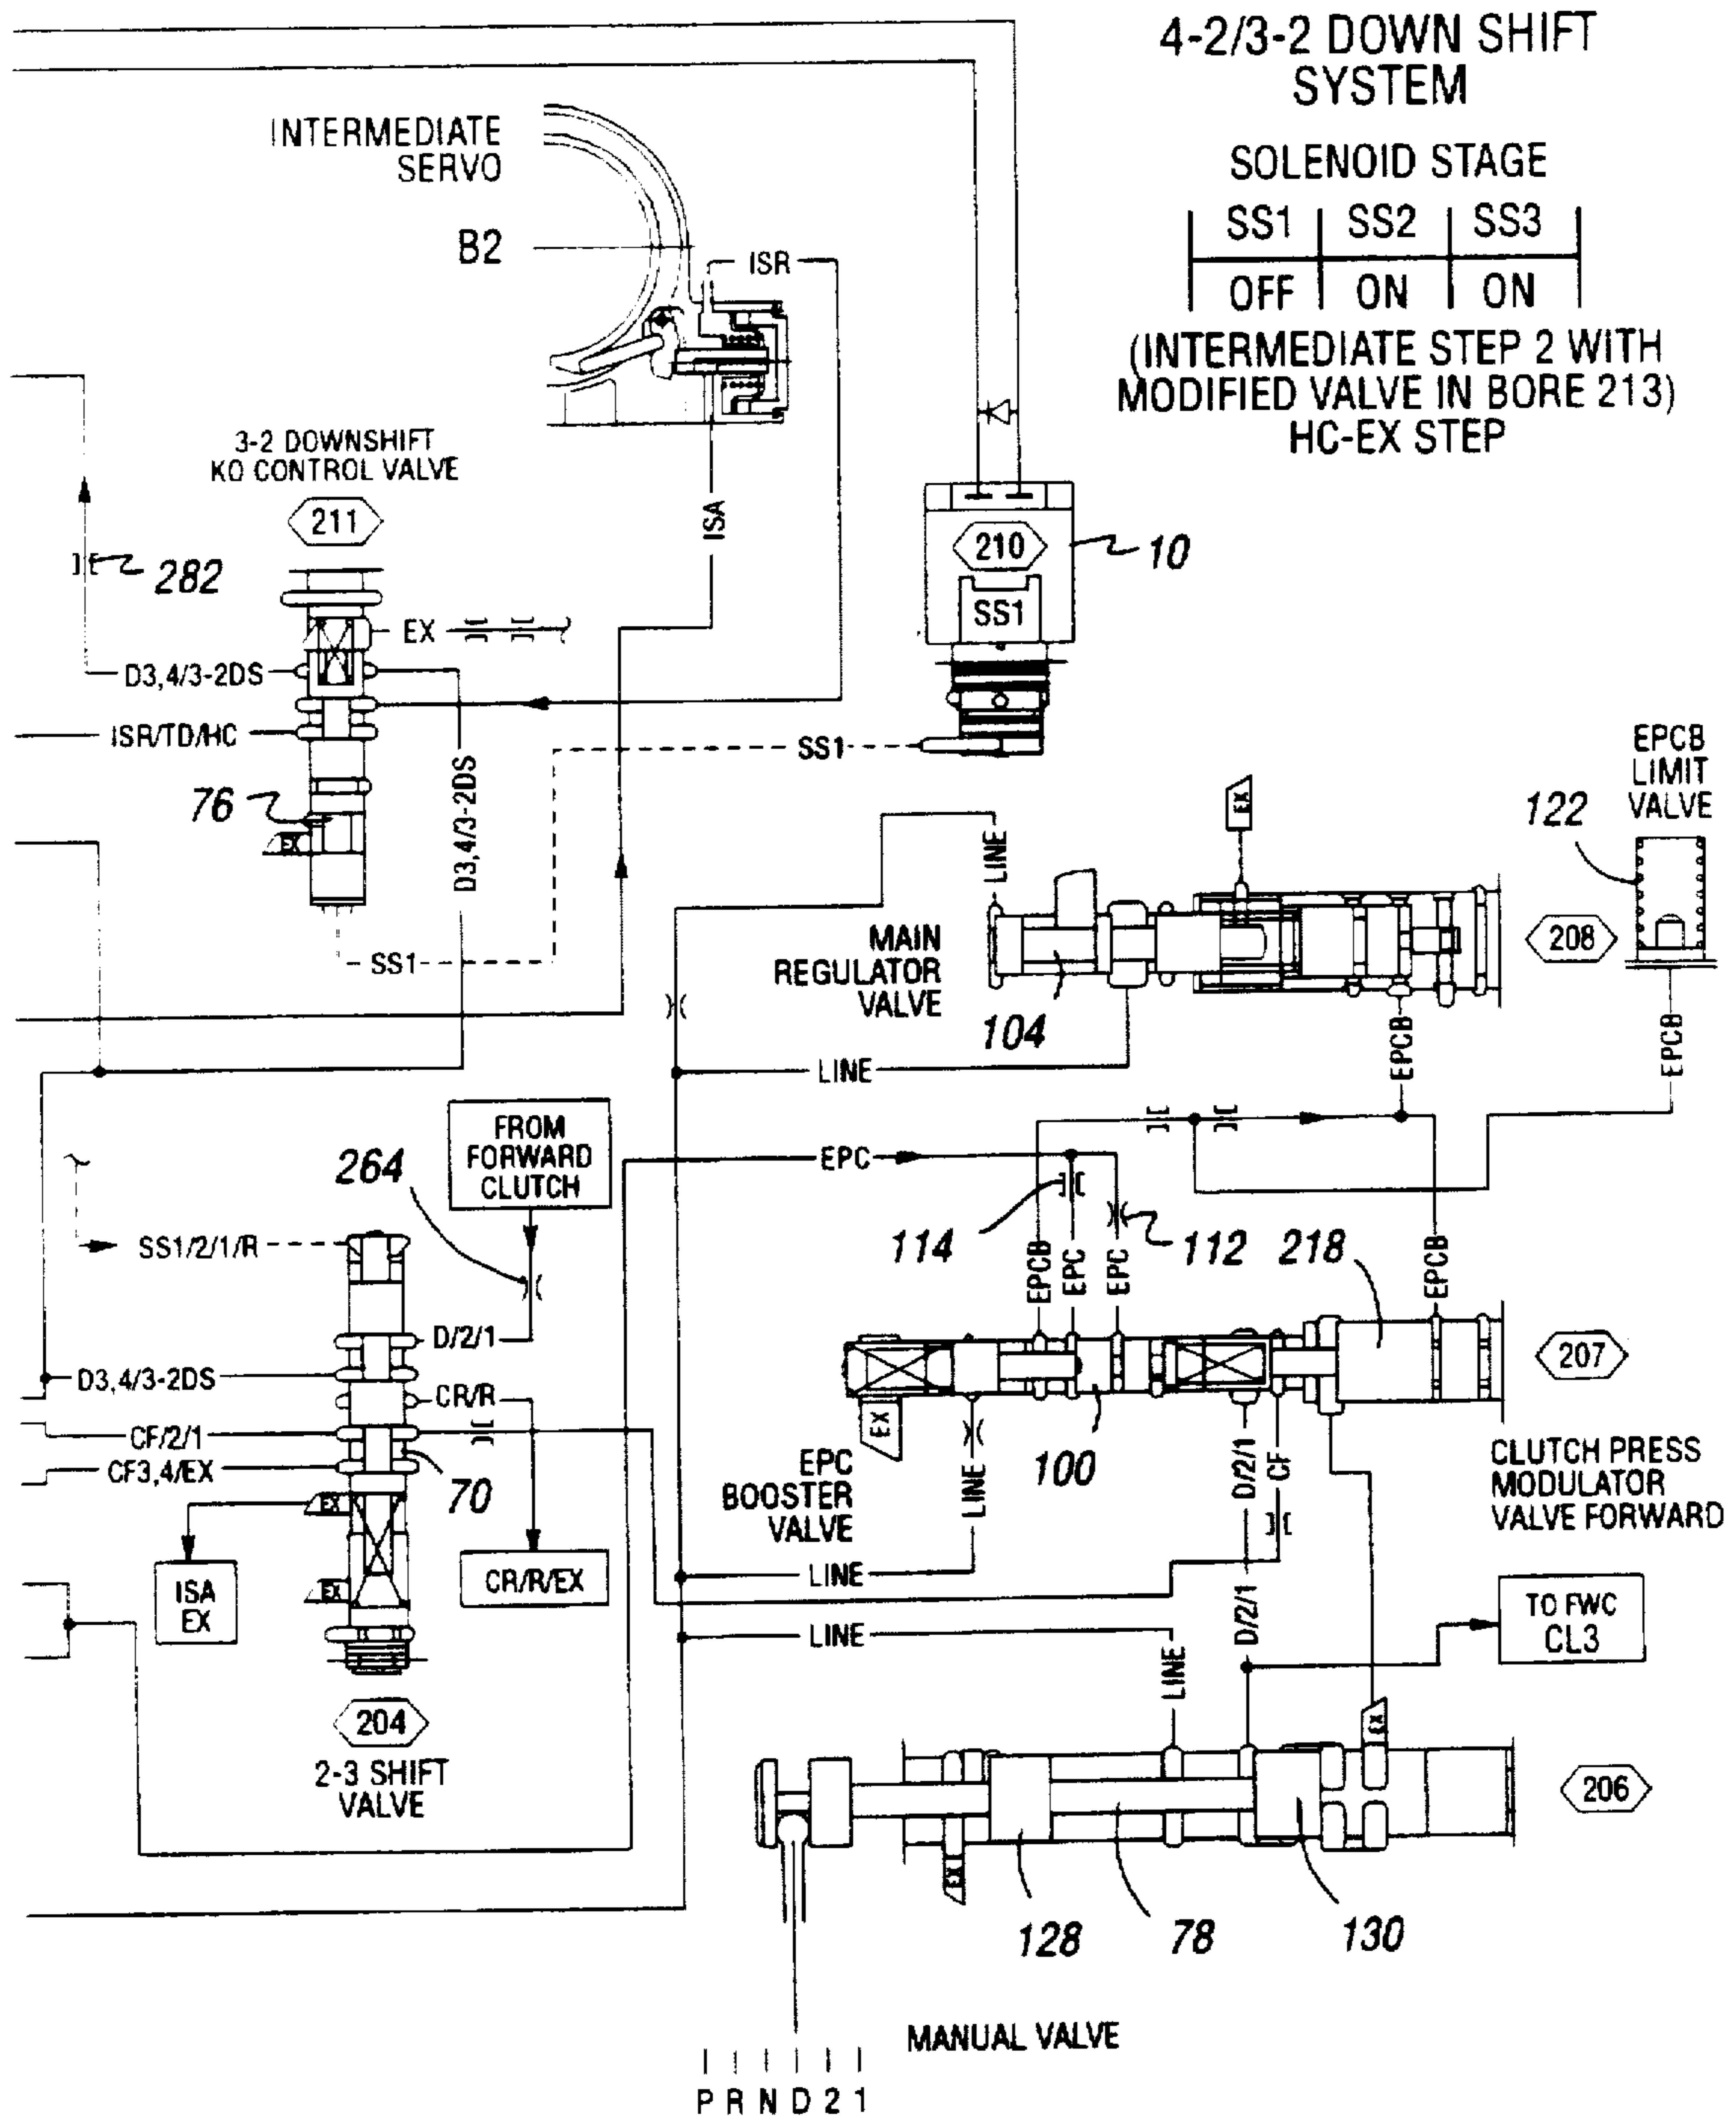 4-2/3-2 DOWN SHIFT
SYSTEM
SOLENOID STAGE
SS1 SS2 SS3
OFF ON ON
(INTERMEDIATE STEP 2 WITH
MODIFIED VALVE IN BORE 213)
HC-EX STEP
INTERMEDIATE
SERVO
B2
ISR
3-2 DOWNSHIFT
KO CONTROL VALVE
211
ISA
210
10
SS1
282
EX
D3,4/3-2DS
ISR/TD/HC
SS1
D3,4/3-2DS
76
EX
SS1
EPCB
LIMIT
VALVE
122
EX
LINE
MAIN
REGULATOR
VALVE
208
104
LINE
EPCB
EPCB
FROM
FORWARD
CLUTCH
264
EPC
114
112
218
SS1/2/1/R
EPCB
EPC
EPC
EPCB
D/2/1
D3,4/3-2DS
CR/R
207
CF/2/1
CF3,4/EX
70
EX
EX
EPC
BOOSTER
VALVE
LINE
100
D/2/1
CF
CLUTCH PRESS
MODULATOR
VALVE FORWARD
ISA
EX
EX
CR/R/EX
LINE
D/2/1
TO FWC
CL3
LINE
LINE
204
2-3 SHIFT
VALVE
EX
206
EX
128
78
130
MANUAL VALVE
P R N D 2 1